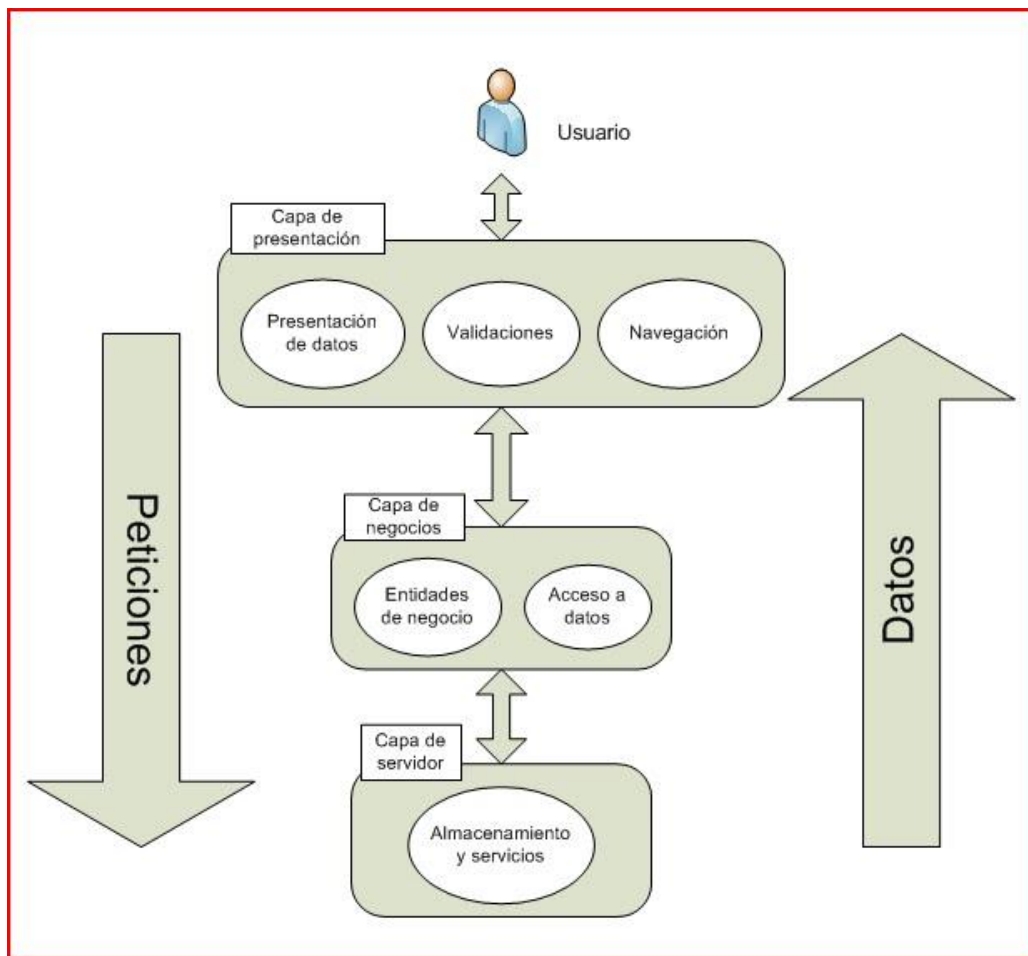 Usuario
Capa de
presentación
Presentación
de datos
Validaciones
Navegación
Peticiones
Datos
Capa de
negocios
Entidades
de negocio
Acceso a
datos
Capa de
servidor
Almacenamiento
y servicios